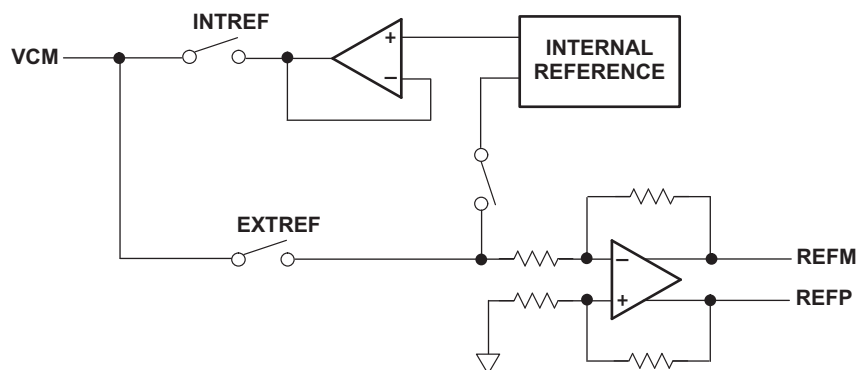 INTREF
VCM
+
−
INTERNAL
REFERENCE
EXTREF
−
+
REFM
REFP